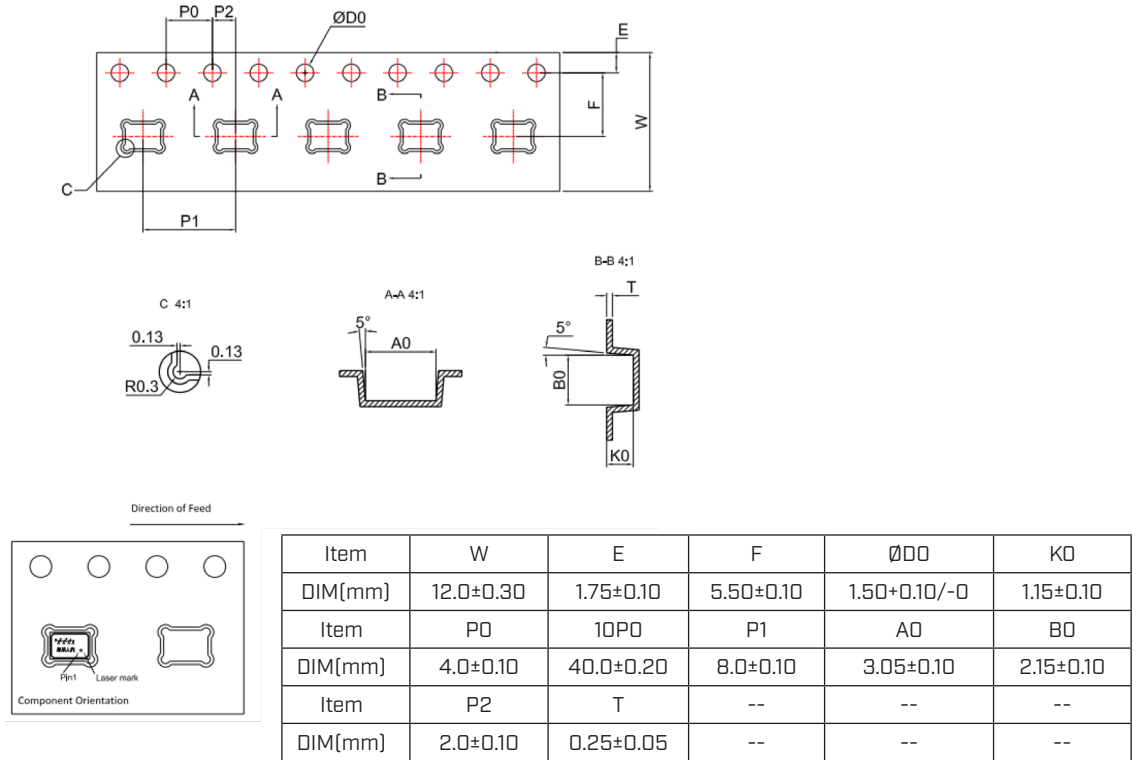 P0 P2 ØD0 E
A A B F W
B
C
P1
C 4:1
A-A 4:1
B-B 4:1
0.13
0.13
R0.3
5°
A0
T
5°
B0
K0
Direction of Feed
Pin1 Laser mark
Component Orientation
Item W E F ØD0 K0
DIM(mm) 12.0±0.30 1.75±0.10 5.50±0.10 1.50+0.10/-0 1.15±0.10
Item P0 10P0 P1 A0 B0
DIM(mm) 4.0±0.10 40.0±0.20 8.0±0.10 3.05±0.10 2.15±0.10
Item P2 T -- -- --
DIM(mm) 2.0±0.10 0.25±0.05 -- -- --